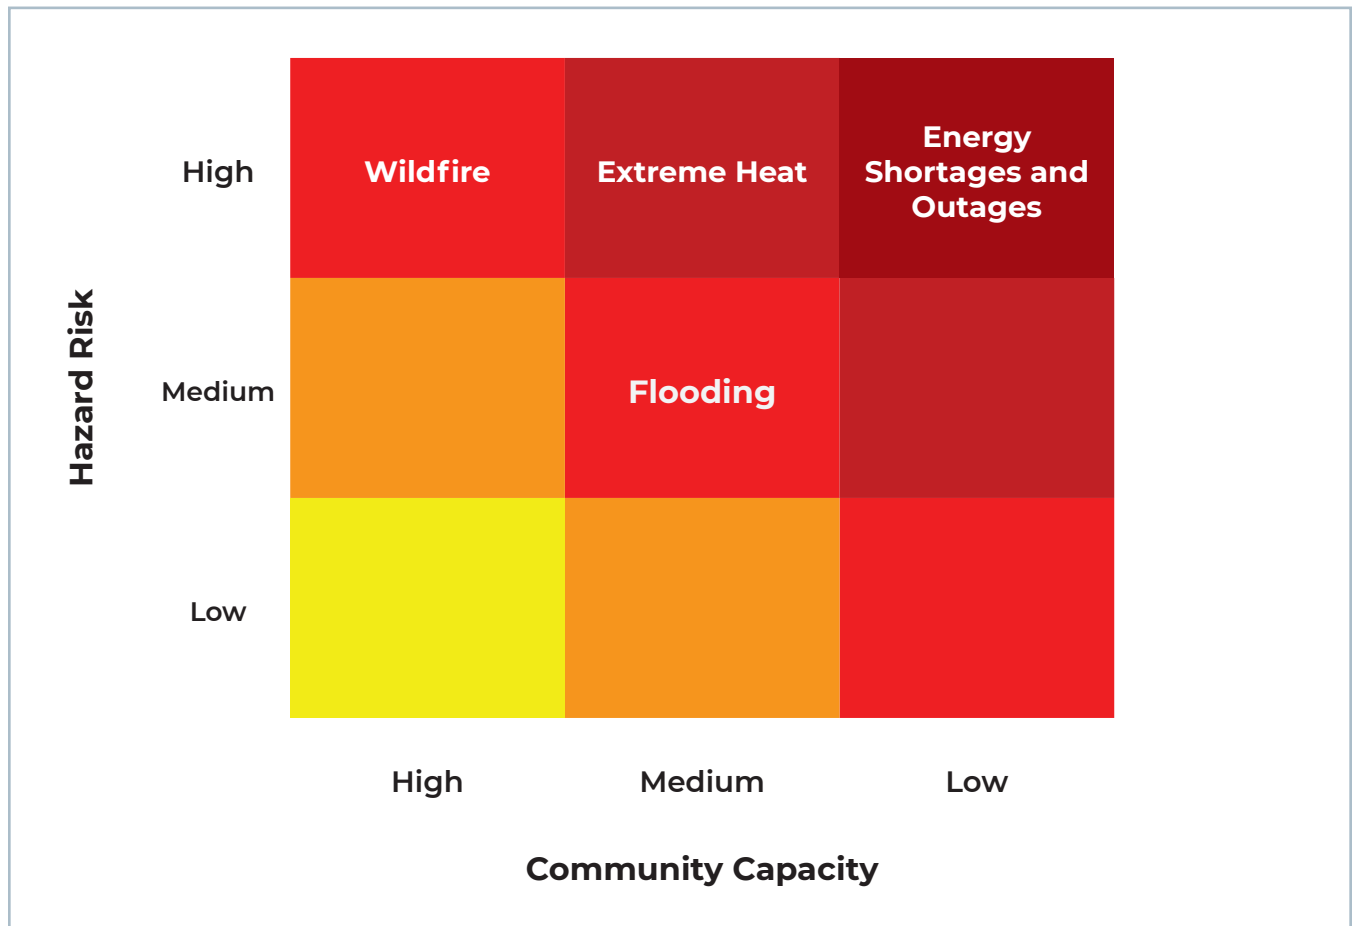 Energy
High
Wildfire
Extreme Heat
Shortages and
Outages
Hazard Risk
Medium
Flooding
Low
High
Medium
Low
Community Capacity